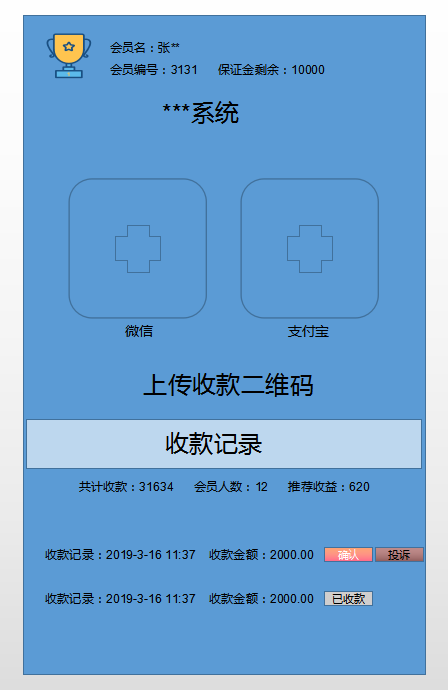 会员名：张**
会员编号：3131 保证金剩余：10000
***系统
微信 支付宝
上传收款二维码
收款记录
共计收款：31634 会员人数：12 推荐收益：620
收款记录：2019-3-16 11:37 收款金额：2000.00 确认 投诉
收款记录：2019-3-16 11:37 收款金额：2000.00 已收款